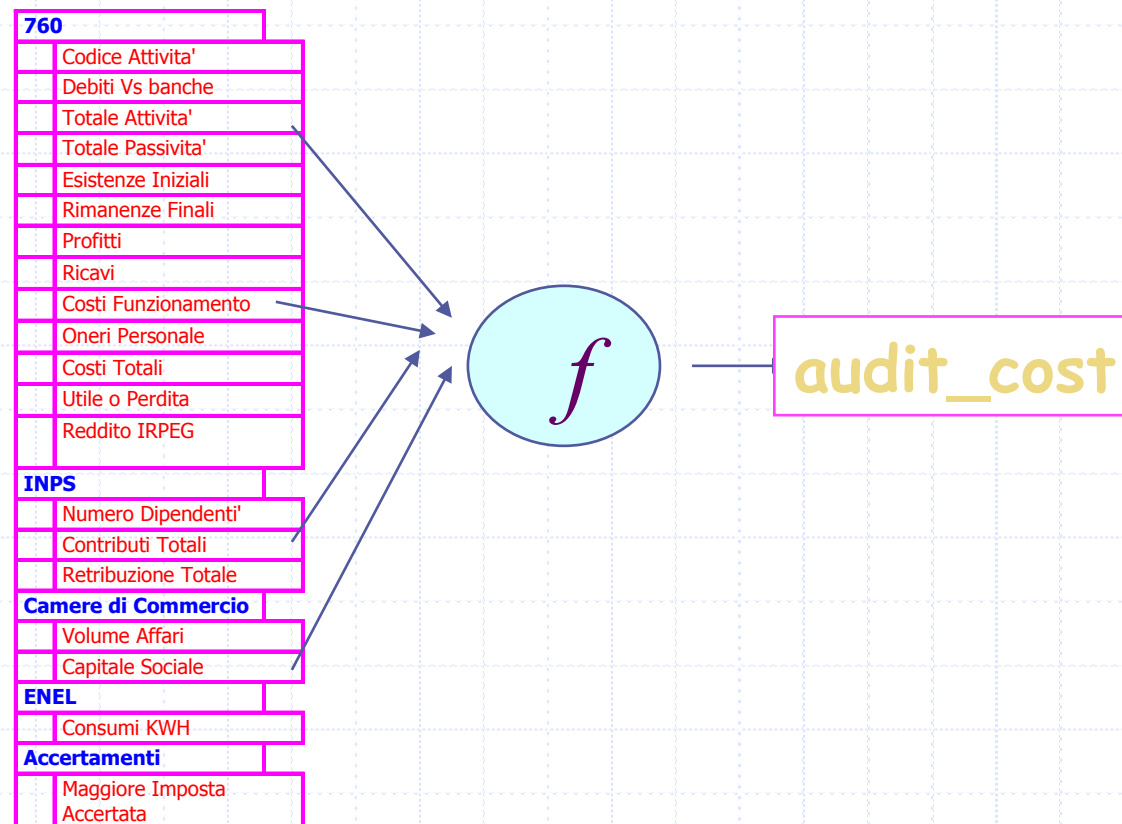 760
Codice Attivita'
Debiti Vs banche
Totale Attivita'
Totale Passivita'
Esistenze Iniziali
Rimanenze Finali
Profitti
Ricavi
Costi Funzionamento
Oneri Personale
Costi Totali
Utile o Perdita
Reddito IRPEG
INPS
Numero Dipendenti'
Contributi Totali
Retribuzione Totale
Camere di Commercio
Volume Affari
Capitale Sociale
ENEL
Consumi KWH
Accertamenti
Maggiore Imposta
Accertata
f
audit_cost